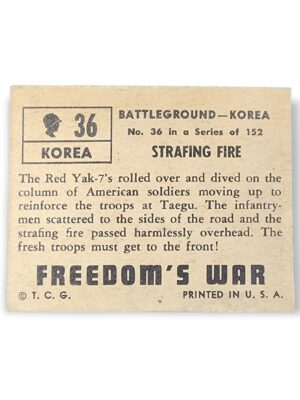 36
KOREA
BATTLEGROUND—KOREA
No. 36 in a Series of 152
STRAFING FIRE
The Red Yak-7's rolled over and dived on the
column of American soldiers moving up to
reinforce the troops at Taegu. The infantry-
men scattered to the sides of the road and the
strafing fire passed harmlessly overhead. The
fresh troops must get to the front!
FREEDOM'S WAR
© T. C. G.
PRINTED IN U. S. A.